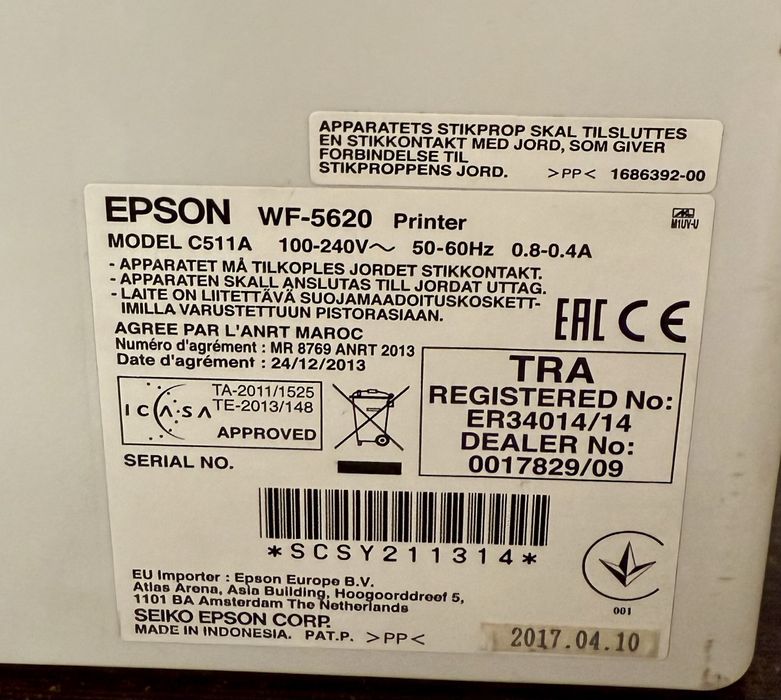 APPARATETS STIKPROP SKAL TILSLUTTES
EN STIKKONTAKT MED JORD, SOM GIVER
FORBINDELSE TIL
STIKPROPPENS JORD. >PP< 1686392-00
EPSON WF-5620 Printer
M1UV-U
MODEL C511A 100-240V~ 50-60Hz 0.8-0.4A
- APPARATET MÅ TILKOPLES JORDET STIKKONTAKT.
- APPARATEN SKALL ANSLUTAS TILL JORDAT UTTAG.
- LAITE ON LIITETTÄVÄ SUOJAMAADOITUSKOSKETT-
IMILLA VARUSTETTUUN PISTORASIAAN.
EAC CE
AGREE PAR L'ANRT MAROC
Numéro d'agrément : MR 8769 ANRT 2013
Date d'agrément : 24/12/2013
TRA
REGISTERED No:
ER34014/14
DEALER No:
0017829/09
ICASA
TA-2011/1525
TE-2013/148
APPROVED
SERIAL NO.
*SCSY211314*
EU Importer : Epson Europe B.V.
Atlas Arena, Asia Building, Hoogoorddreef 5,
1101 BA Amsterdam The Netherlands
SEIKO EPSON CORP.
MADE IN INDONESIA. PAT.P. >PP<
001
2017.04.10